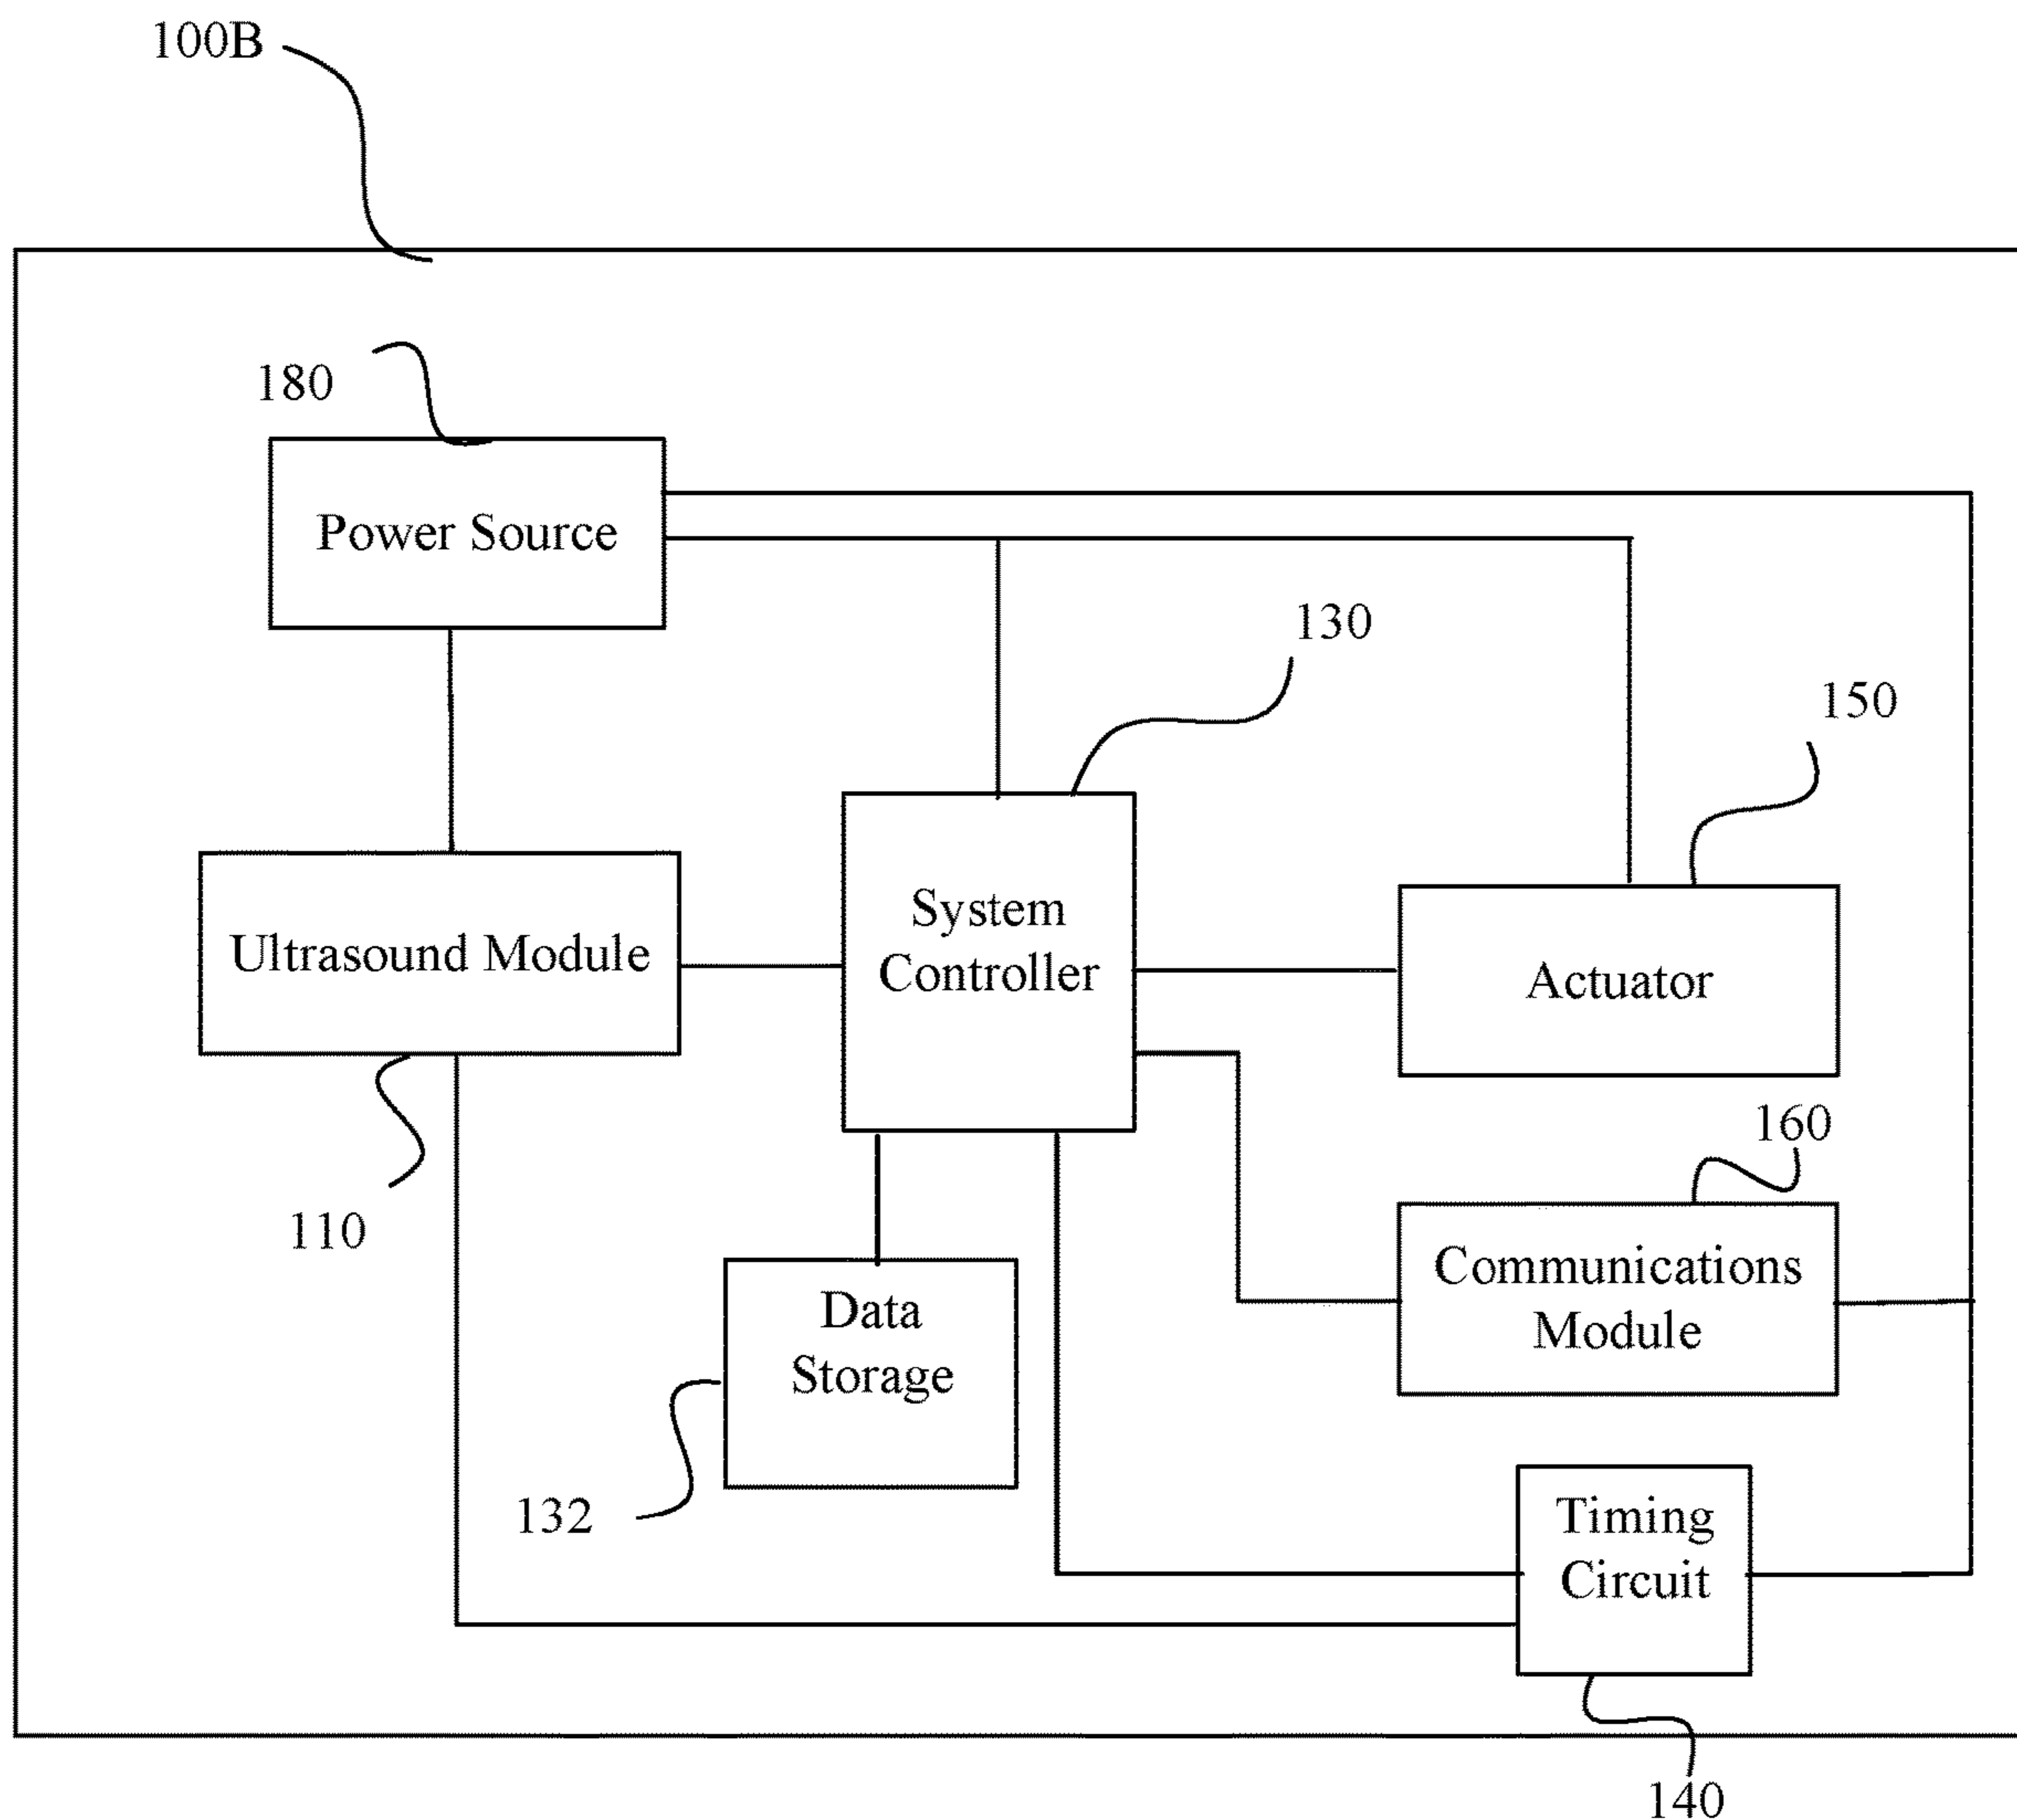 100B
180
Power Source
130
150
System
Controller
Ultrasound Module
Actuator
160
110
Communications
Module
Data
Storage
132
Timing
Circuit
140